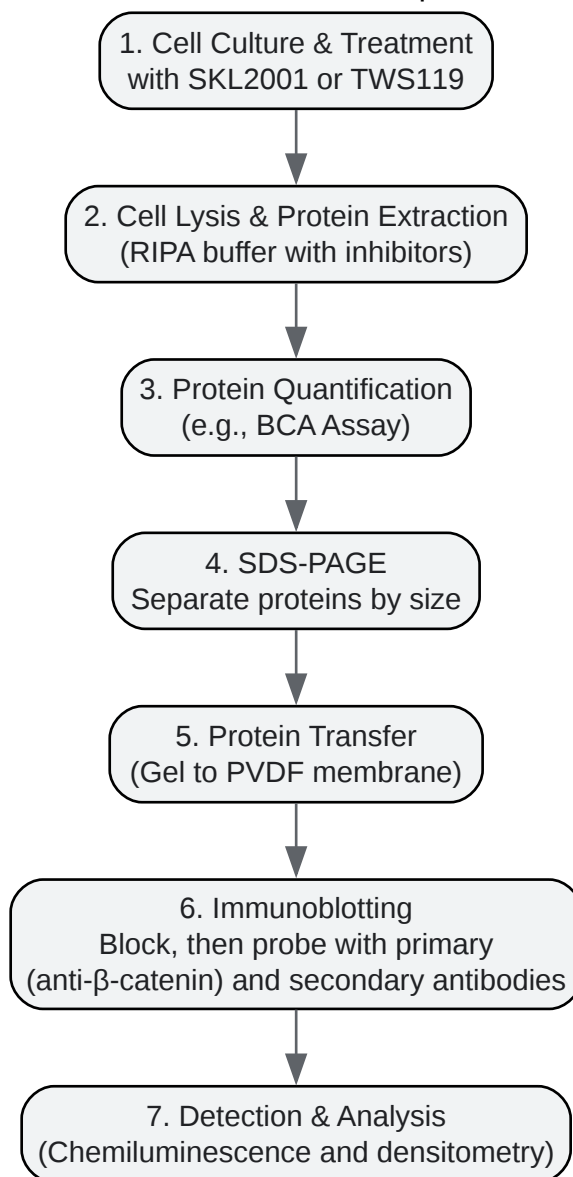 1. Cell Culture & Treatment
with SKL2001 or TWS119
2. Cell Lysis & Protein Extraction
(RIPA buffer with inhibitors)
3. Protein Quantification
(e.g., BCA Assay)
4. SDS-PAGE
Separate proteins by size
5. Protein Transfer
(Gel to PVDF membrane)
6. Immunoblotting
Block, then probe with primary
(anti-β-catenin) and secondary antibodies
7. Detection & Analysis
(Chemiluminescence and densitometry)